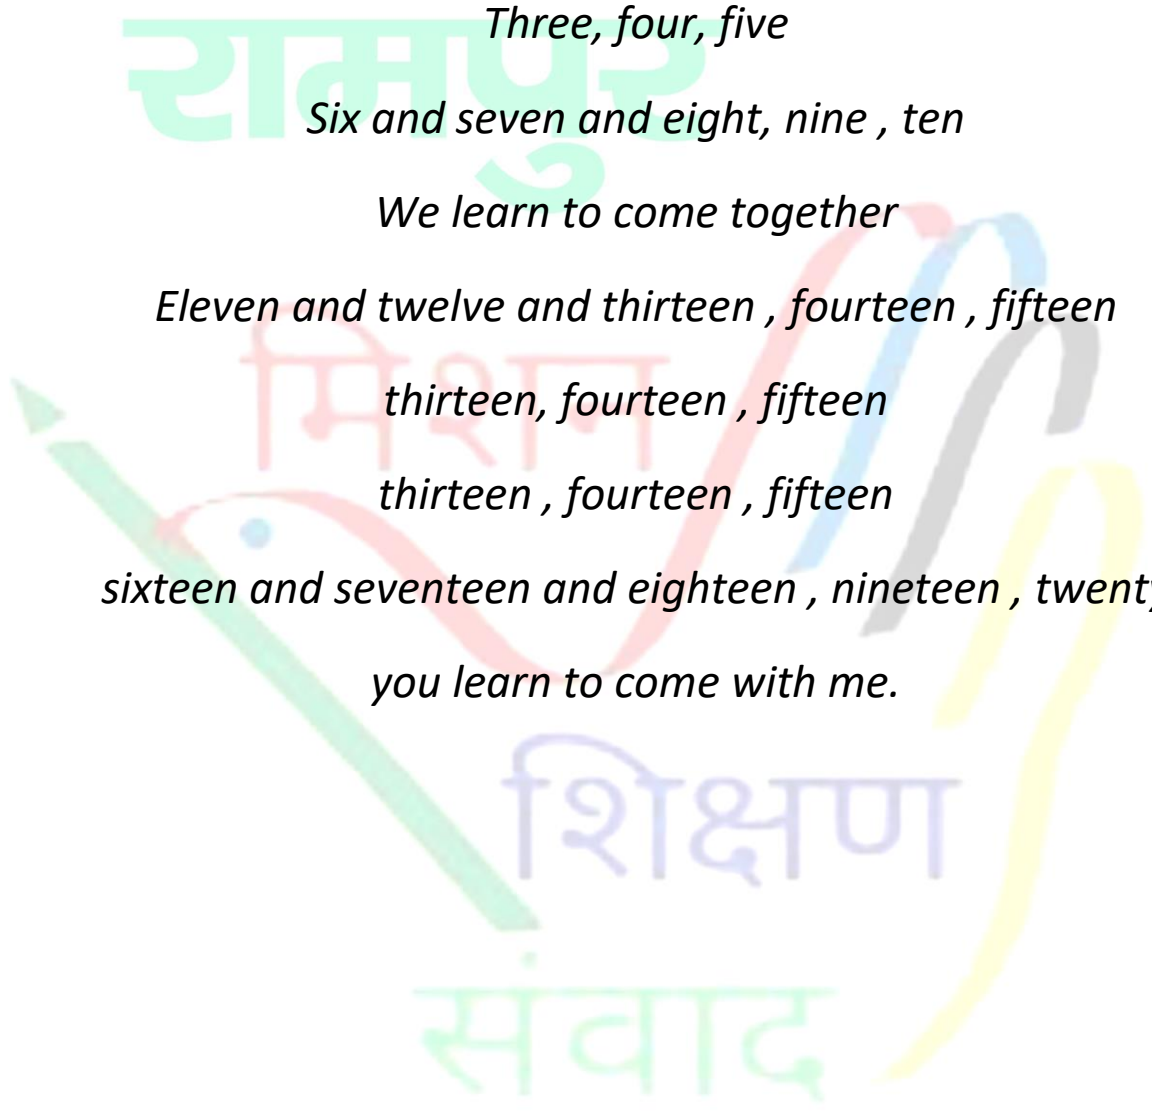 Three, four, five
रामपुर
Six and seven and eight, nine , ten
We learn to come together
Eleven and twelve and thirteen , fourteen , fifteen
मिशन
thirteen, fourteen , fifteen
thirteen , fourteen , fifteen
sixteen and seventeen and eighteen , nineteen , twenty
you learn to come with me.
शिक्षण
संवाद